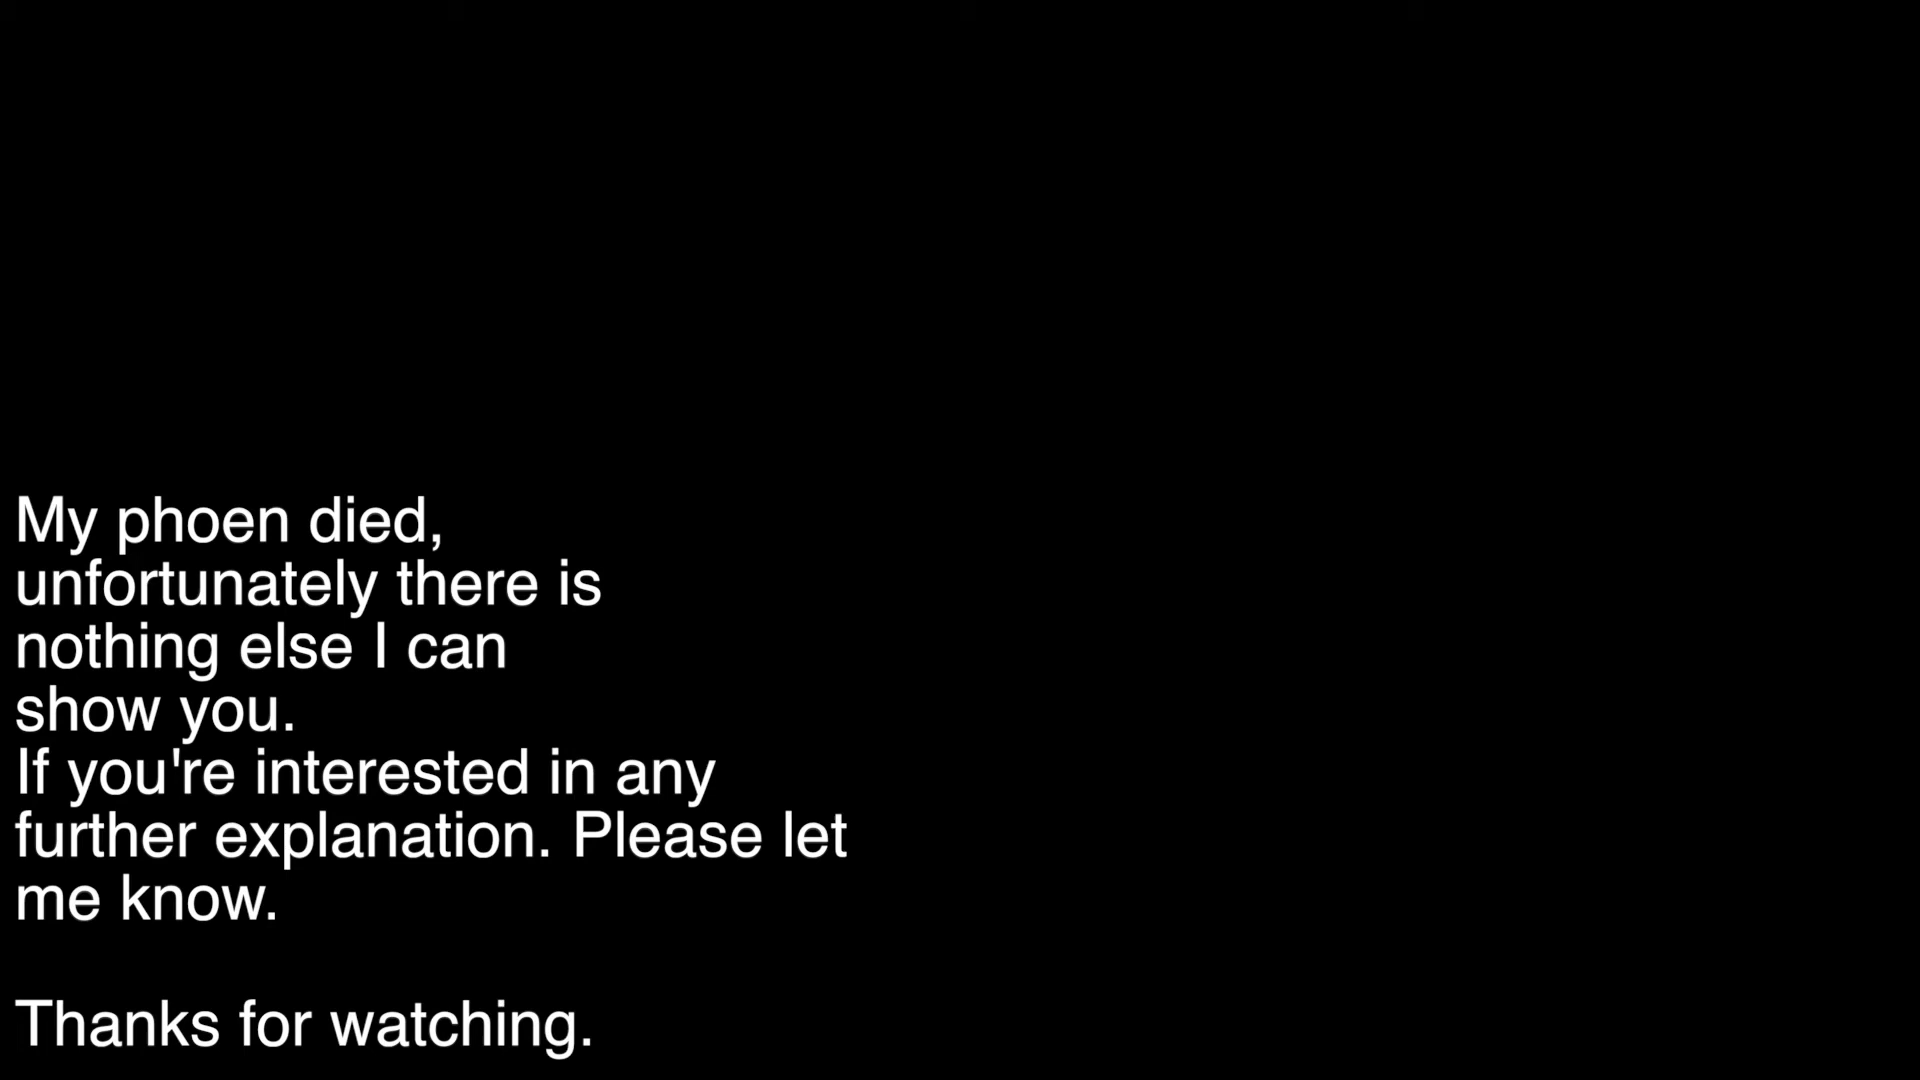 My phoen died,
unfortunately there is
nothing else I can
show you.
If you're interested in any
further explanation. Please let
me know.

Thanks for watching.